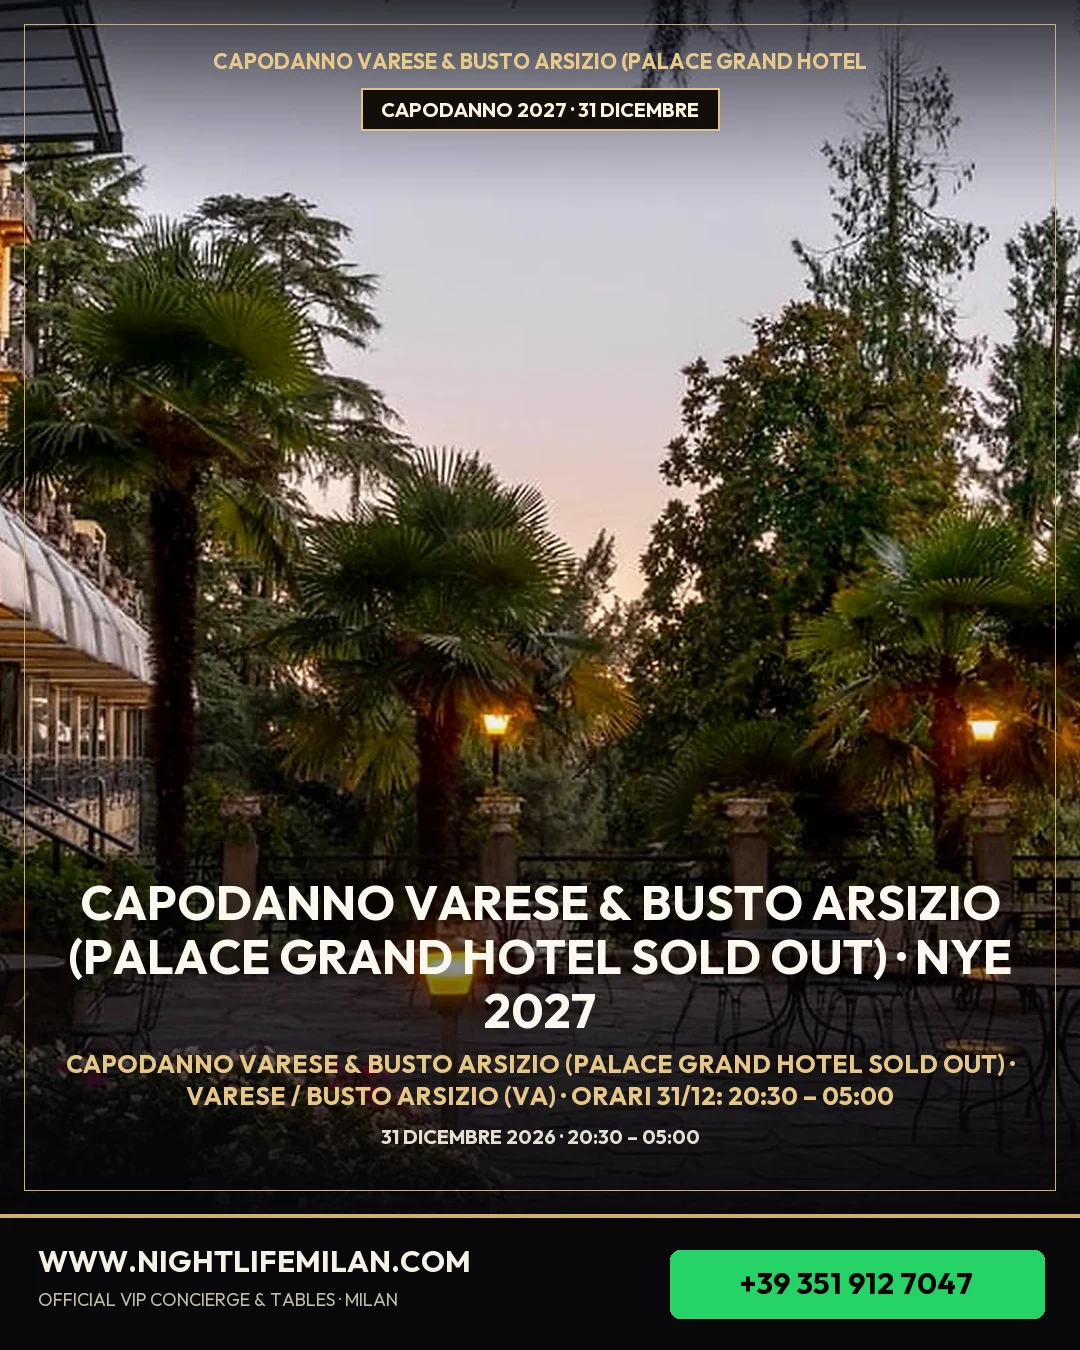 CAPODANNO VARESE & BUSTO ARSIZIO (PALACE GRAND HOTEL
CAPODANNO 2027 · 31 DICEMBRE
CAPODANNO VARESE & BUSTO ARSIZIO
(PALACE GRAND HOTEL SOLD OUT) · NYE
2027
CAPODANNO VARESE & BUSTO ARSIZIO (PALACE GRAND HOTEL SOLD OUT) ·
VARESE / BUSTO ARSIZIO (VA) · ORARI 31/12: 20:30 – 05:00
31 DICEMBRE 2026 · 20:30 – 05:00
WWW.NIGHTLIFEMILAN.COM
OFFICIAL VIP CONCIERGE & TABLES · MILAN
+39 351 912 7047